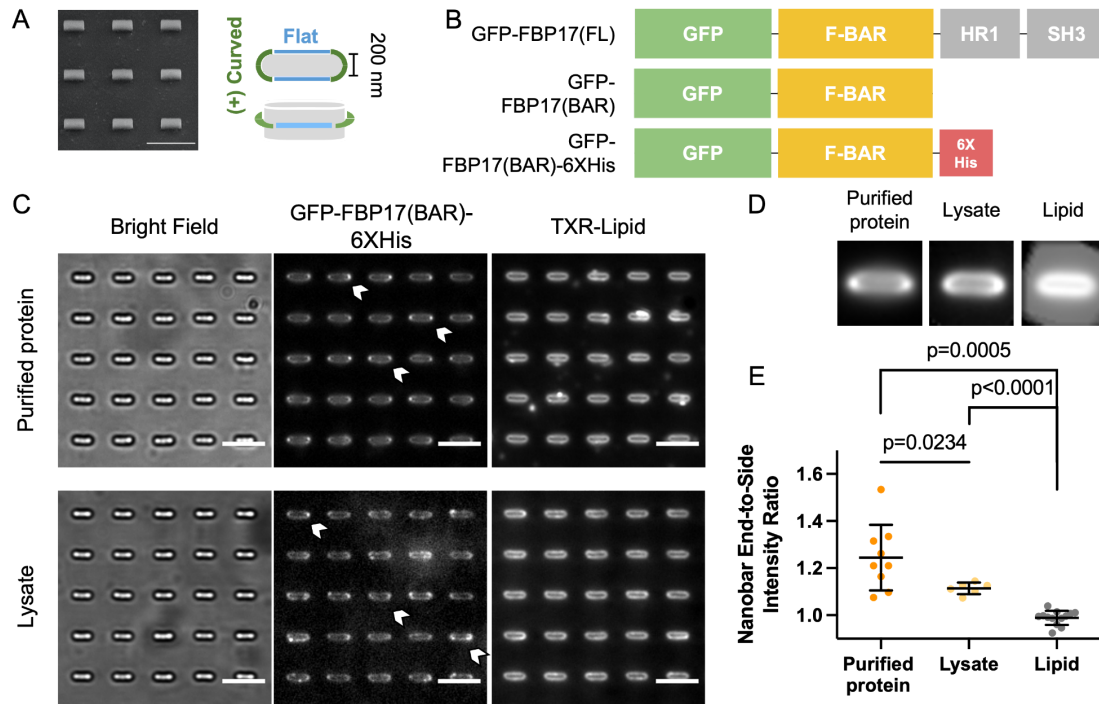 A
(+) Curved
Flat
200 nm
B
GFP-FBP17(FL)
GFP
F-BAR
HR1
SH3
GFP-
FBP17(BAR)
GFP
F-BAR
GFP-
FBP17(BAR)-6XHis
GFP
F-BAR
6X
His
C
Bright Field
GFP-FBP17(BAR)-
6XHis
TXR-Lipid
Purified protein
Lysate
D
Purified
protein
Lysate
Lipid
E
p=0.0005
p<0.0001
p=0.0234
Nanobar End-to-Side
Intensity Ratio
1.6
1.4
1.2
1.0
Purified
protein
Lysate
Lipid